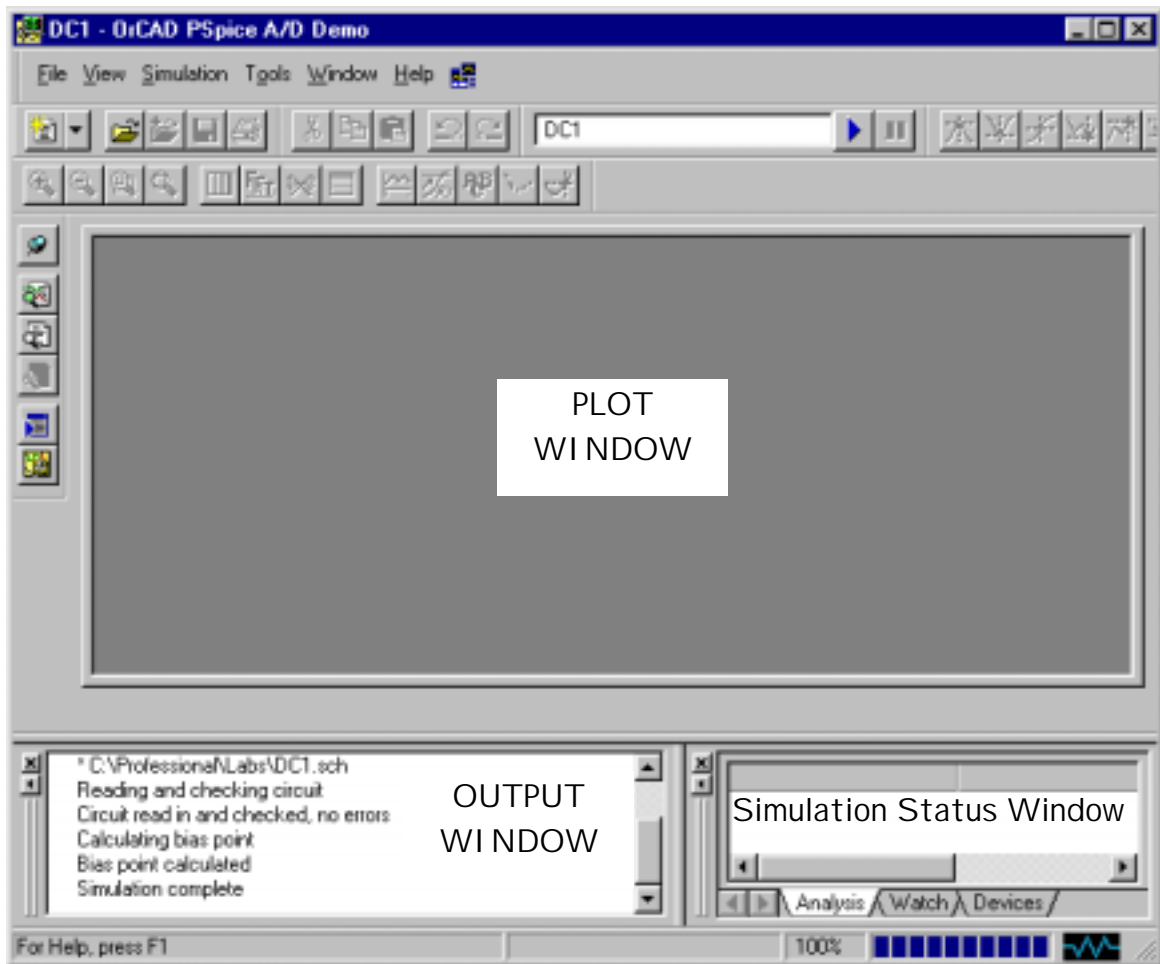 DC1 - OrCAD PSpice A/D Demo
File View Simulation Tools Window Help
DC1
FFT
PLOT
WINDOW
* C:\Professional\Labs\DC1.sch
Reading and checking circuit
Circuit read in and checked, no errors
Calculating bias point
Bias point calculated
Simulation complete
OUTPUT
WINDOW
Simulation Status Window
Analysis Watch Devices
For Help, press F1
100%